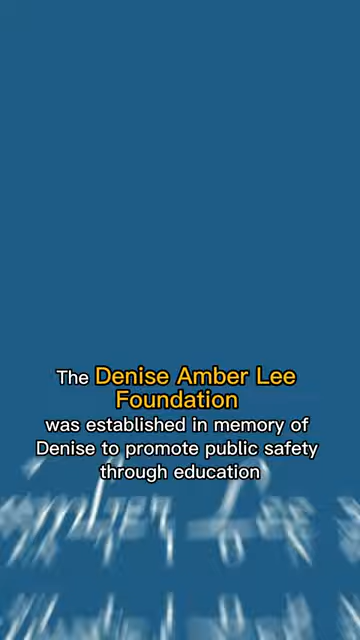 The Denise Amber Lee
Foundation
was established in memory of
Denise to promote public safety
through education